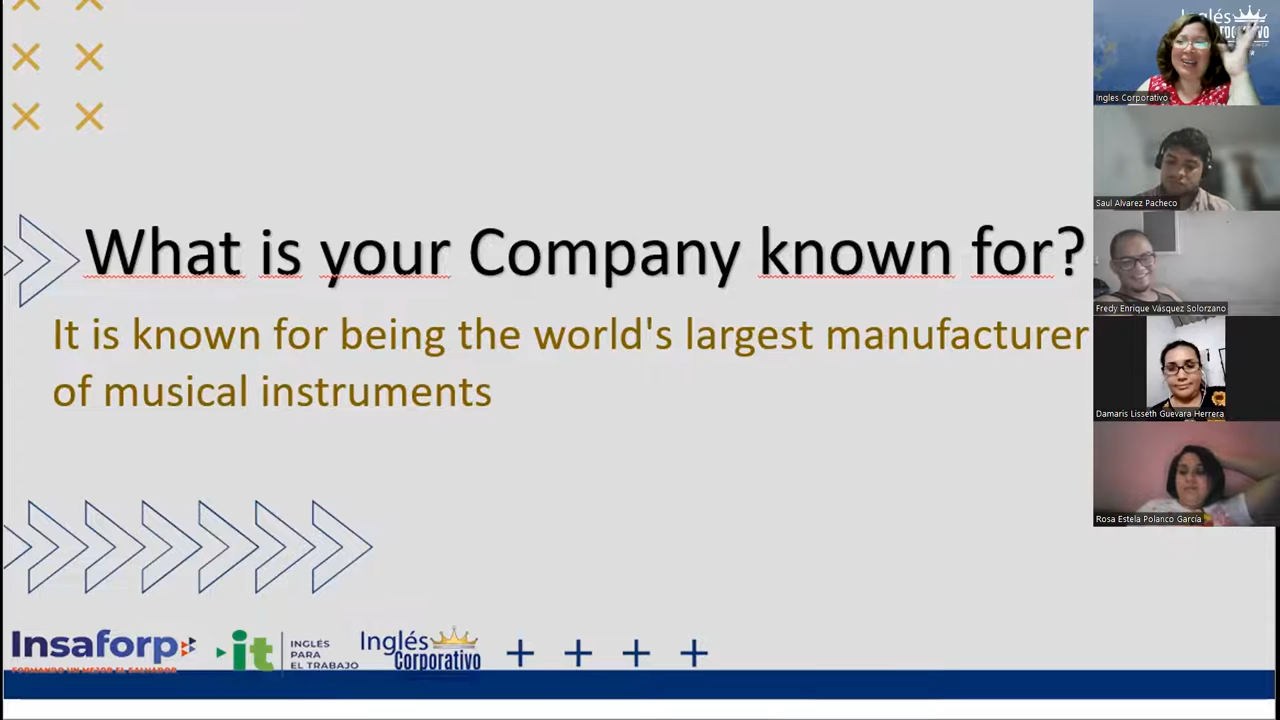 What is your Company known for?
It is known for being the world's largest manufacturer
of musical instruments
Insaforp
FORMANDO UN MEJOR EL SALVADOR
it
INGLÉS
PARA
EL TRABAJO
Inglés
Corporativo
Inglés
Ingles Corporativo
Saul Alvarez Pacheco
Fredy Enrique Vásquez Solorzano
Damaris Lisseth Guevara Herrera
Rosa Estela Polanco García